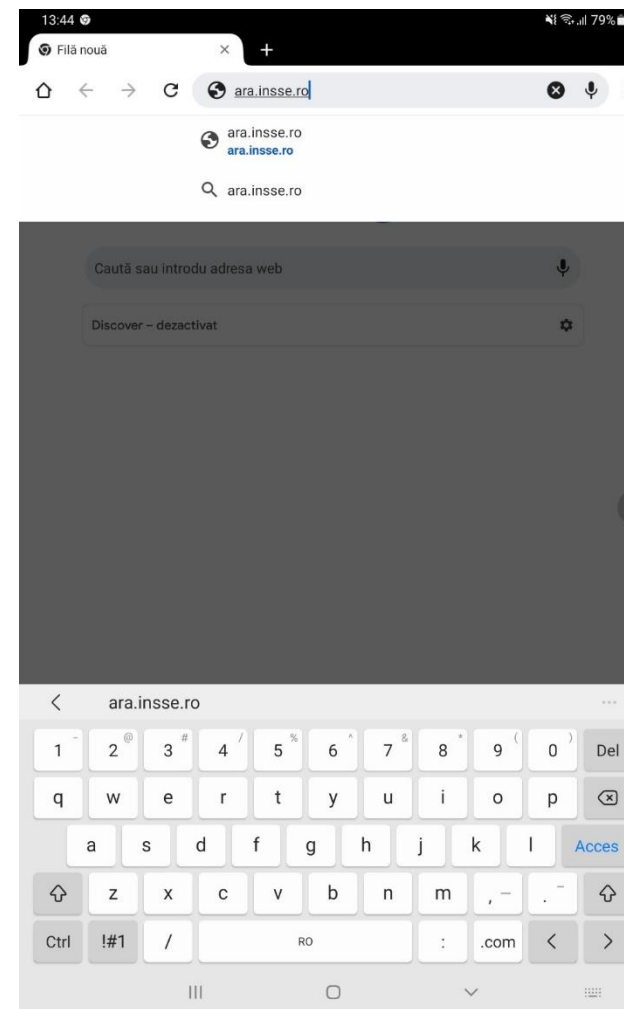 13:44 79%
Filă nouă
ara.insse.ro
ara.insse.ro
ara.insse.ro
ara.insse.ro
Caută sau introdu adresa web
Discover – dezactivat
ara.insse.ro
1 - 2 @ 3 # 4 / 5 % 6 ^ 7 & 8 * 9 ( 0 ) Del
q w e r t y u i o p
a s d f g h j k l Acces
z x c v b n m , — . -
Ctrl !#1 / RO : .com < >